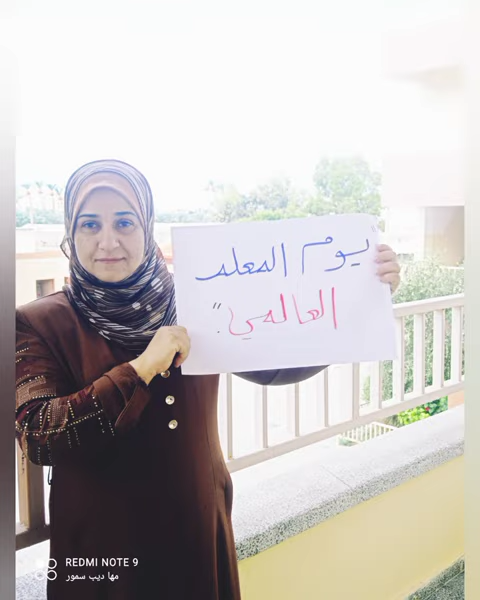 يوم المعلم
العالمي".
REDMI NOTE 9
مها ديب سمور